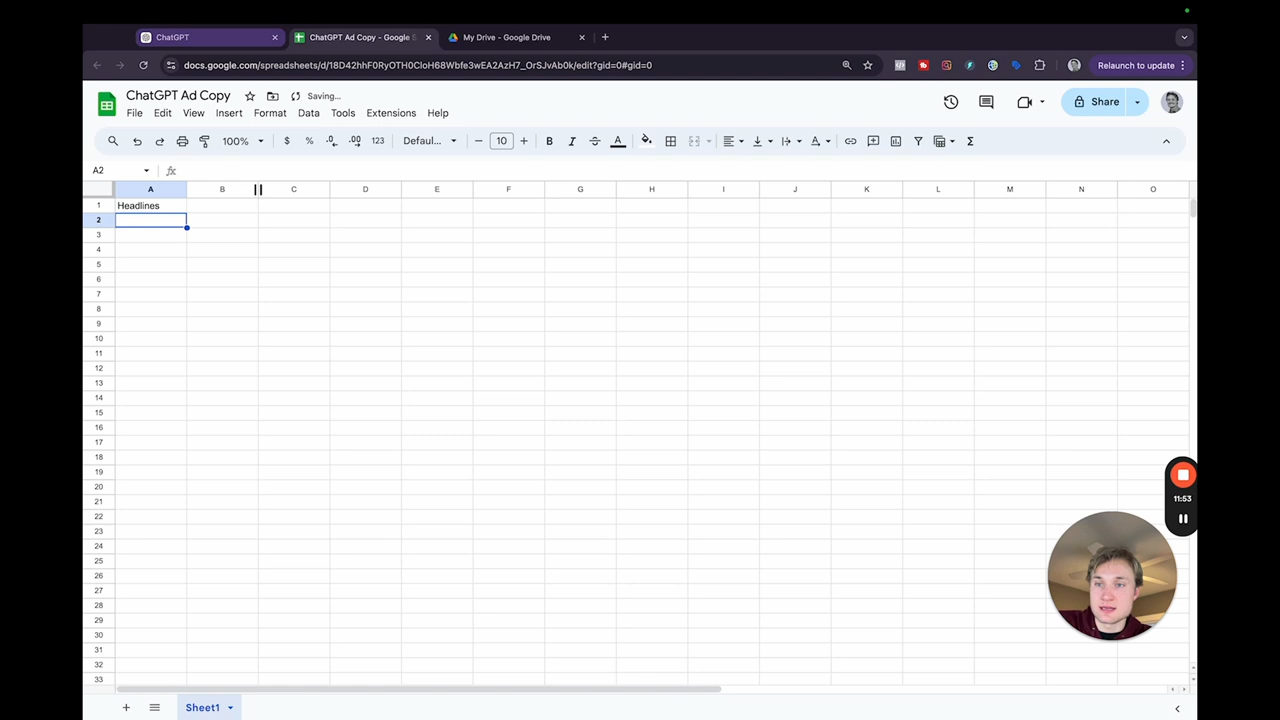 ChatGPT
ChatGPT Ad Copy - Google S
My Drive - Google Drive
docs.google.com/spreadsheets/d/18D42hhF0RyOTH0CIoH68Wbfe3wEA2AzH7_OrSJvAb0k/edit?gid=0#gid=0
Relaunch to update
ChatGPT Ad Copy
Saving...
File Edit View Insert Format Data Tools Extensions Help
Share
100%
$ % .0 .00 123
Defaul...
10
B I A
A2
fx
A B C D E F G H I J K L M N O
1 Headlines
2
3
4
5
6
7
8
9
10
11
12
13
14
15
16
17
18
19
20
21
22
23
24
25
26
27
28
29
30
31
32
33
11:53
Sheet1